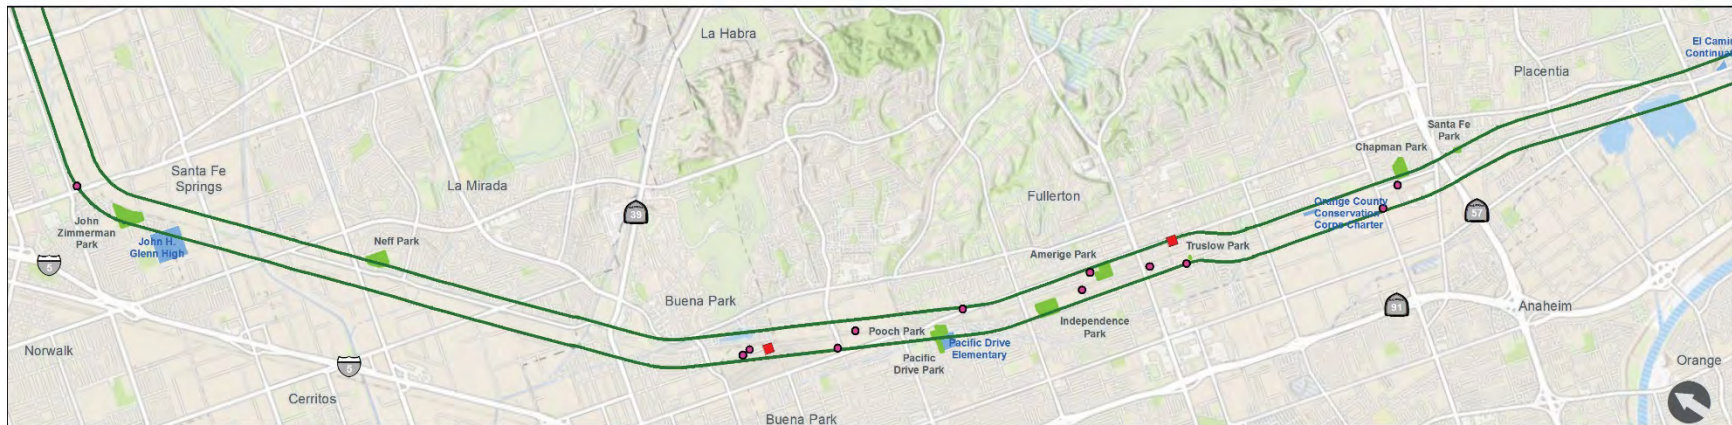 La Habra
El Camin
Continuat
Placentia
Santa Fe
Park
Chapman Park
Santa Fe
Springs
La Mirada
39
Fullerton
Orange County
Conservation
Corps Charter
57
John
Zimmerman
Park
John H.
Glenn High
Neff Park
Amerige Park
Truslow Park
5
Buena Park
91
Anaheim
Independence
Park
Pooch Park
Pacific Drive
Elementary
Pacific
Drive Park
Norwalk
5
Orange
Cerritos
Buena Park